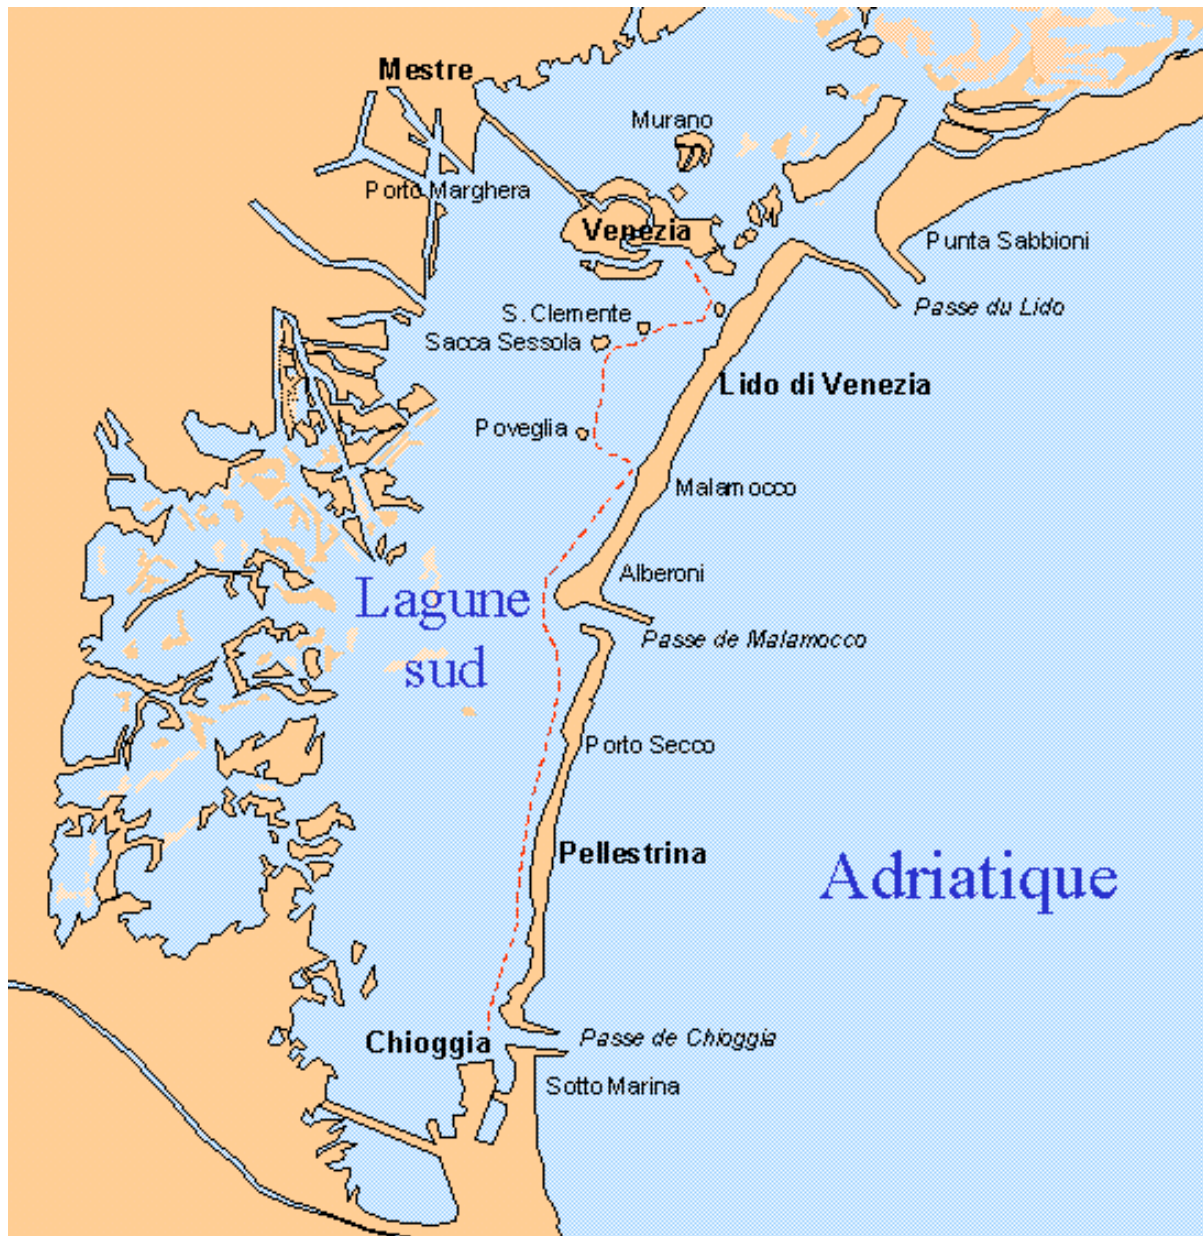 Mestre
Murano
Porto Marghera
Venezia
Punta Sabbioni
Passe du Lido
S. Clemente
Sacca Sessola
Lido di Venezia
Poveglia
Malamocco
Alberoni
Lagune
sud
Passe de Malamocco
Porto Secco
Pellestrina
Adriatique
Chioggia
Passe de Chioggia
Sotto Marina